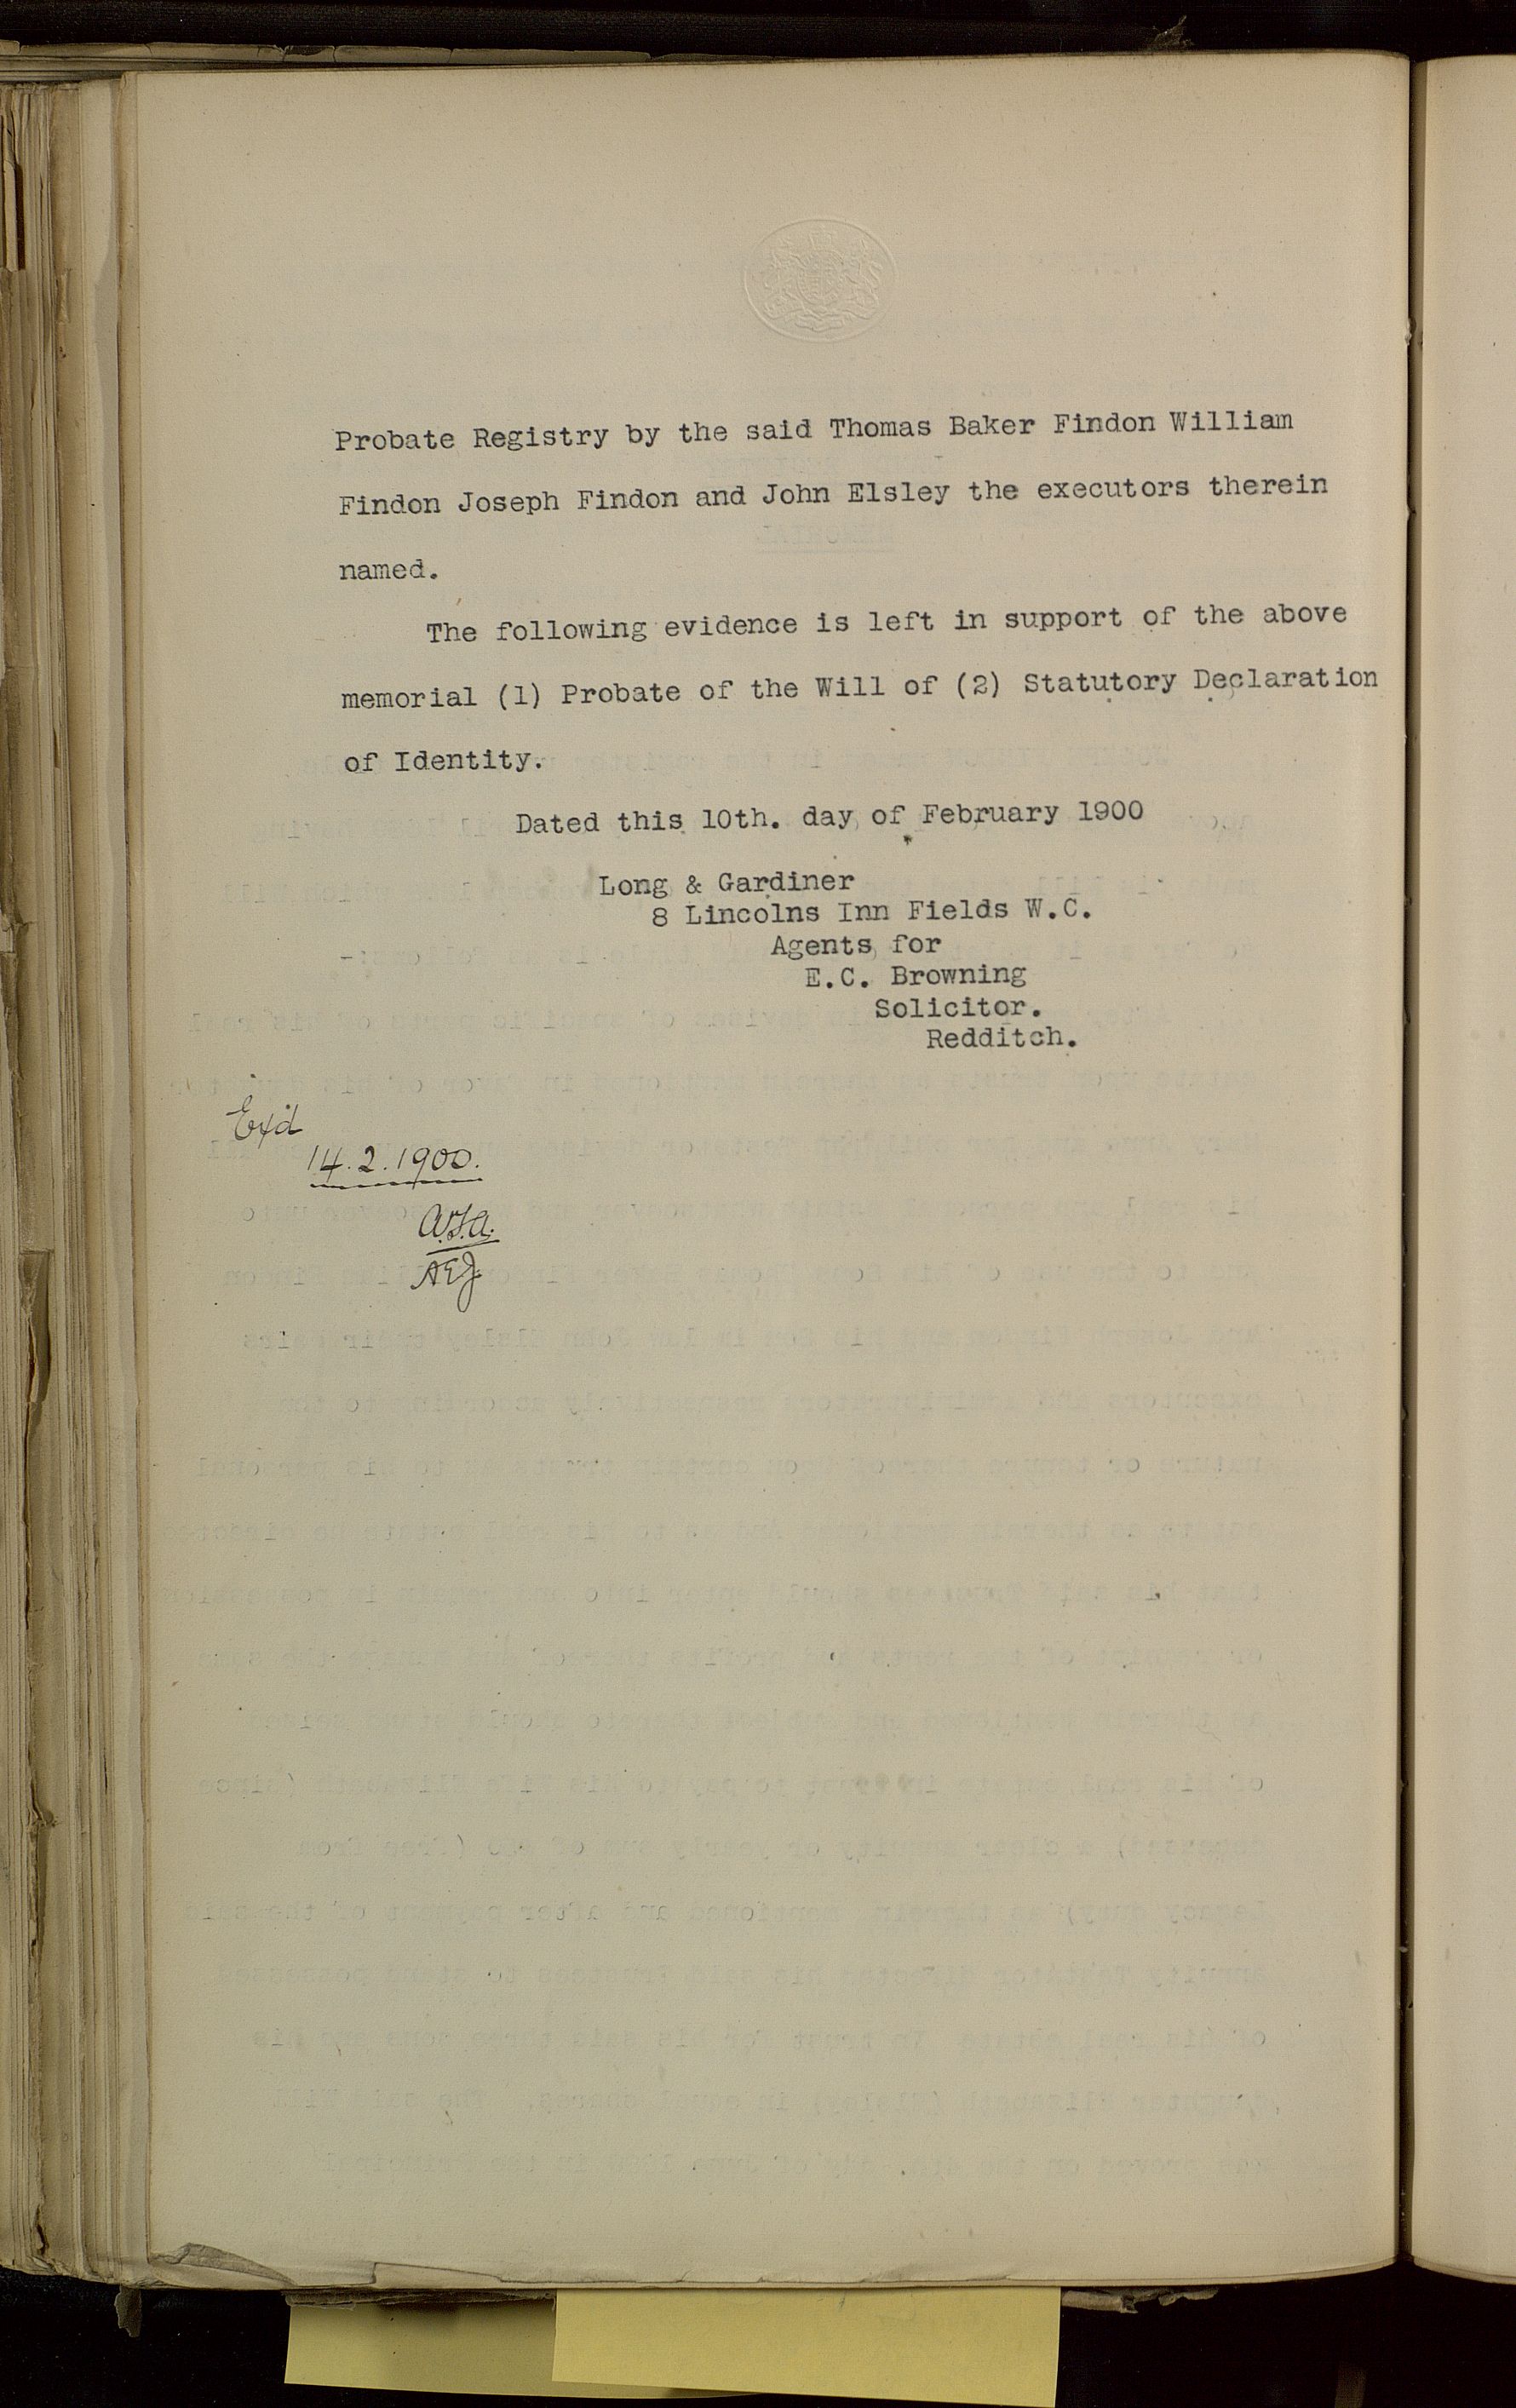 Probate Registry by the said Thomas Baker Findon William
Findon Joseph Findon and John Elsley the executors therein
named.
The following evidence is left in support of the above
memorial (1) Probate of the Will of (2) Statutory Declaration
of Identity.
Dated this 10th. day of February 1900
Long & Gardiner
8 Lincolns Inn Fields W.C.
Agents for
E.C. Browning
Solicitor.
Redditch.
Exd
14.2.1900.
AEJ